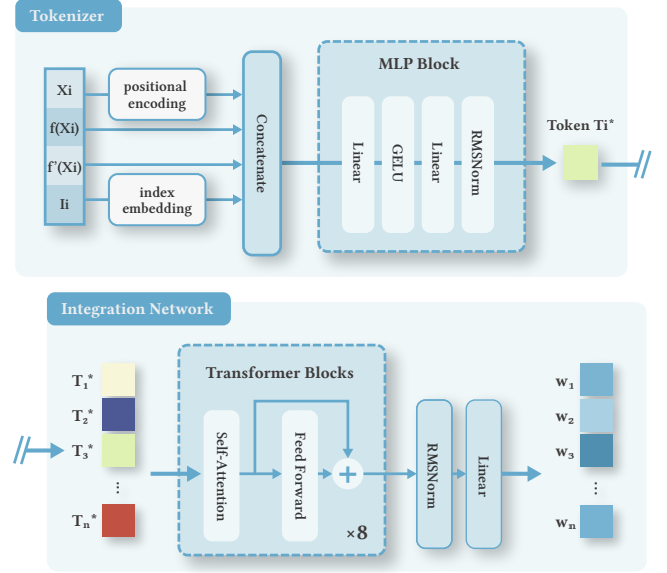 Tokenizer
Xi
f(Xi)
f'(Xi)
Ii
positional
encoding
index
embedding
Concatenate
MLP Block
Linear
GELU
Linear
RMSNorm
Token Ti*
Integration Network
T1*
T2*
T3*
...
Tn*
Transformer Blocks
Self-Attention
Feed Forward
+
×8
RMSNorm
Linear
w1
w2
w3
...
wn